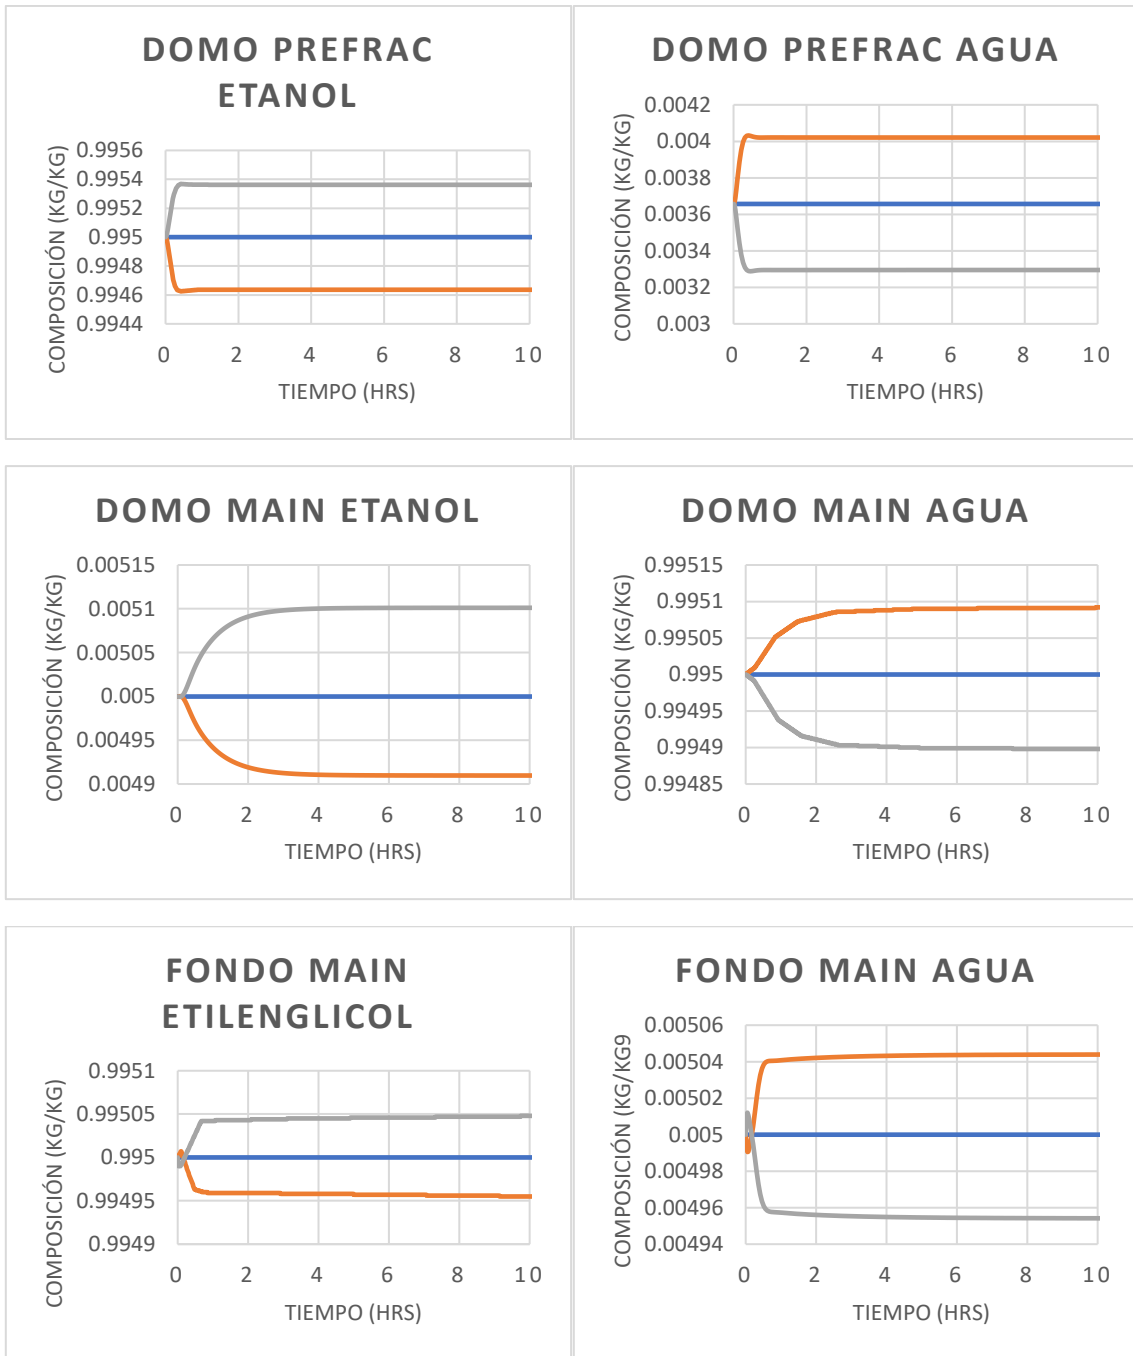 DOMO PREFRAC
ETANOL
COMPOSICIÓN (KG/KG)
0.9956
0.9954
0.9952
0.995
0.9948
0.9946
0.9944
0 2 4 6 8 10
TIEMPO (HRS)
DOMO PREFRAC AGUA
COMPOSICIÓN (KG/KG)
0.0042
0.004
0.0038
0.0036
0.0034
0.0032
0.003
0 2 4 6 8 10
TIEMPO (HRS)
DOMO MAIN ETANOL
COMPOSICIÓN (KG/KG)
0.00515
0.0051
0.00505
0.005
0.00495
0.0049
0 2 4 6 8 10
TIEMPO (HRS)
DOMO MAIN AGUA
COMPOSICIÓN (KG/KG)
0.99515
0.9951
0.99505
0.995
0.99495
0.9949
0.99485
0 2 4 6 8 10
TIEMPO (HRS)
FONDO MAIN
ETILENGLICOL
COMPOSICIÓN (KG/KG)
0.9951
0.99505
0.995
0.99495
0.9949
0 2 4 6 8 10
TIEMPO (HRS)
FONDO MAIN AGUA
COMPOSICIÓN (KG/KG9
0.00506
0.00504
0.00502
0.005
0.00498
0.00496
0.00494
0 2 4 6 8 10
TIEMPO (HRS)